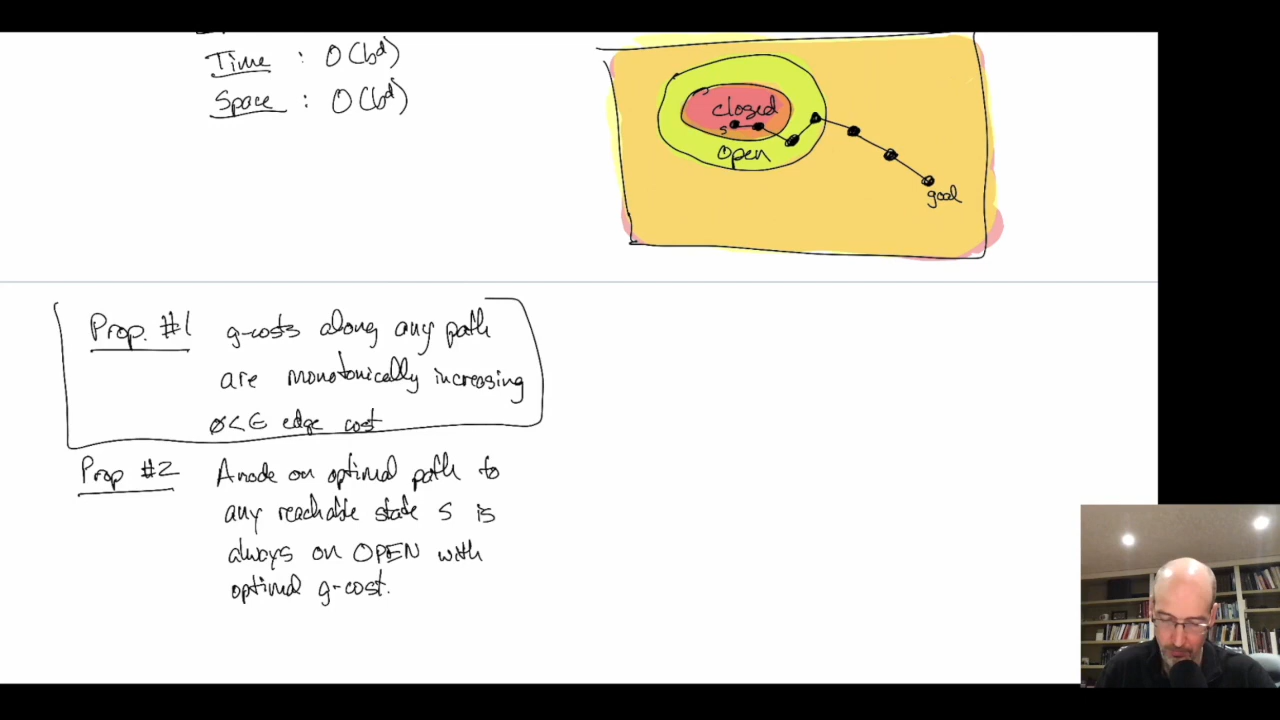 Time : O(b^d)
Space : O(b^d)
closed
s
Open
goal
Prop. #1 g-costs along any path
are monotonically increasing
0<ϵ edge cost
Prop #2 A node on optimal path to
any reachable state s is
always on OPEN with
optimal g-cost.